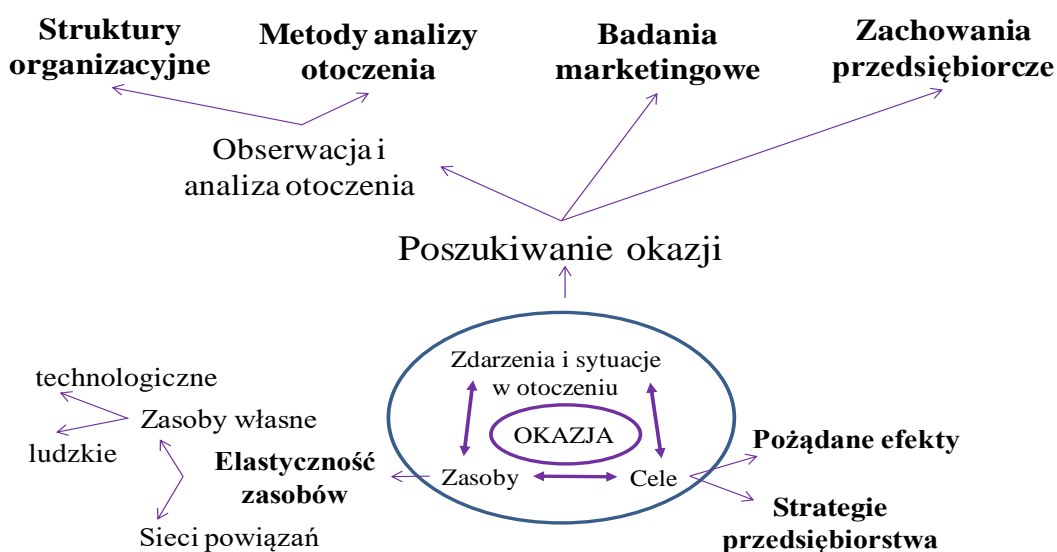 Struktury
organizacyjne
Metody analizy
otoczenia
Badania
marketingowe
Zachowania
przedsiębiorcze
Obserwacja i
analiza otoczenia
Poszukiwanie okazji
Zdarzenia i sytuacje
w otoczeniu
OKAZJA
Zasoby
Cele
technologiczne
Zasoby własne
ludzkie
Elastyczność
zasobów
Sieci powiązań
Pożądane efekty
Strategie
przedsiębiorstwa